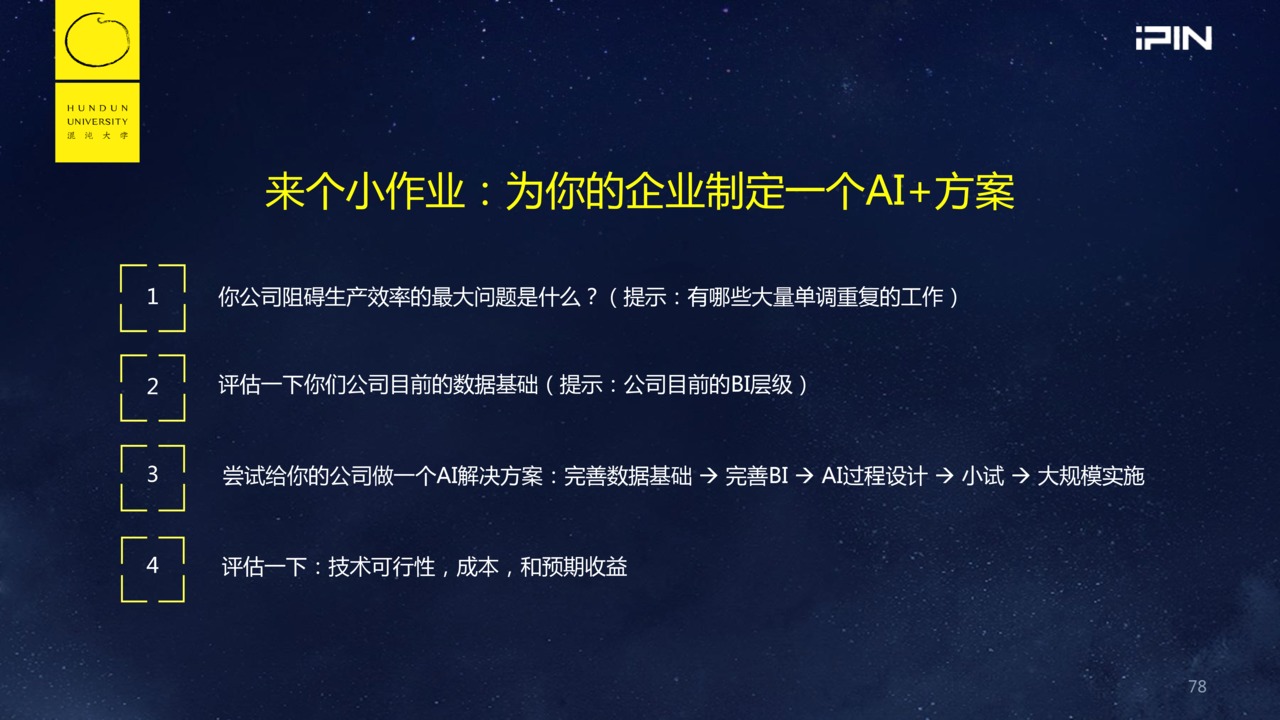 HUNDUN
UNIVERSITY
混沌大学
iPIN
来个小作业：为你的企业制定一个AI+方案
1
你公司阻碍生产效率的最大问题是什么？（提示：有哪些大量单调重复的工作）
2
评估一下你们公司目前的数据基础（提示：公司目前的BI层级）
3
尝试给你的公司做一个AI解决方案：完善数据基础 → 完善BI → AI过程设计 → 小试 → 大规模实施
4
评估一下：技术可行性，成本，和预期收益
78